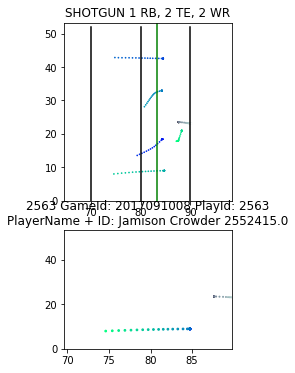 SHOTGUN 1 RB, 2 TE, 2 WR
50
40
30
20
10
0
70 80 90
2563 GameId: 2017091008 PlayId: 2563
PlayerName + ID: Jamison Crowder 2552415.0
40
20
0
70 75 80 85